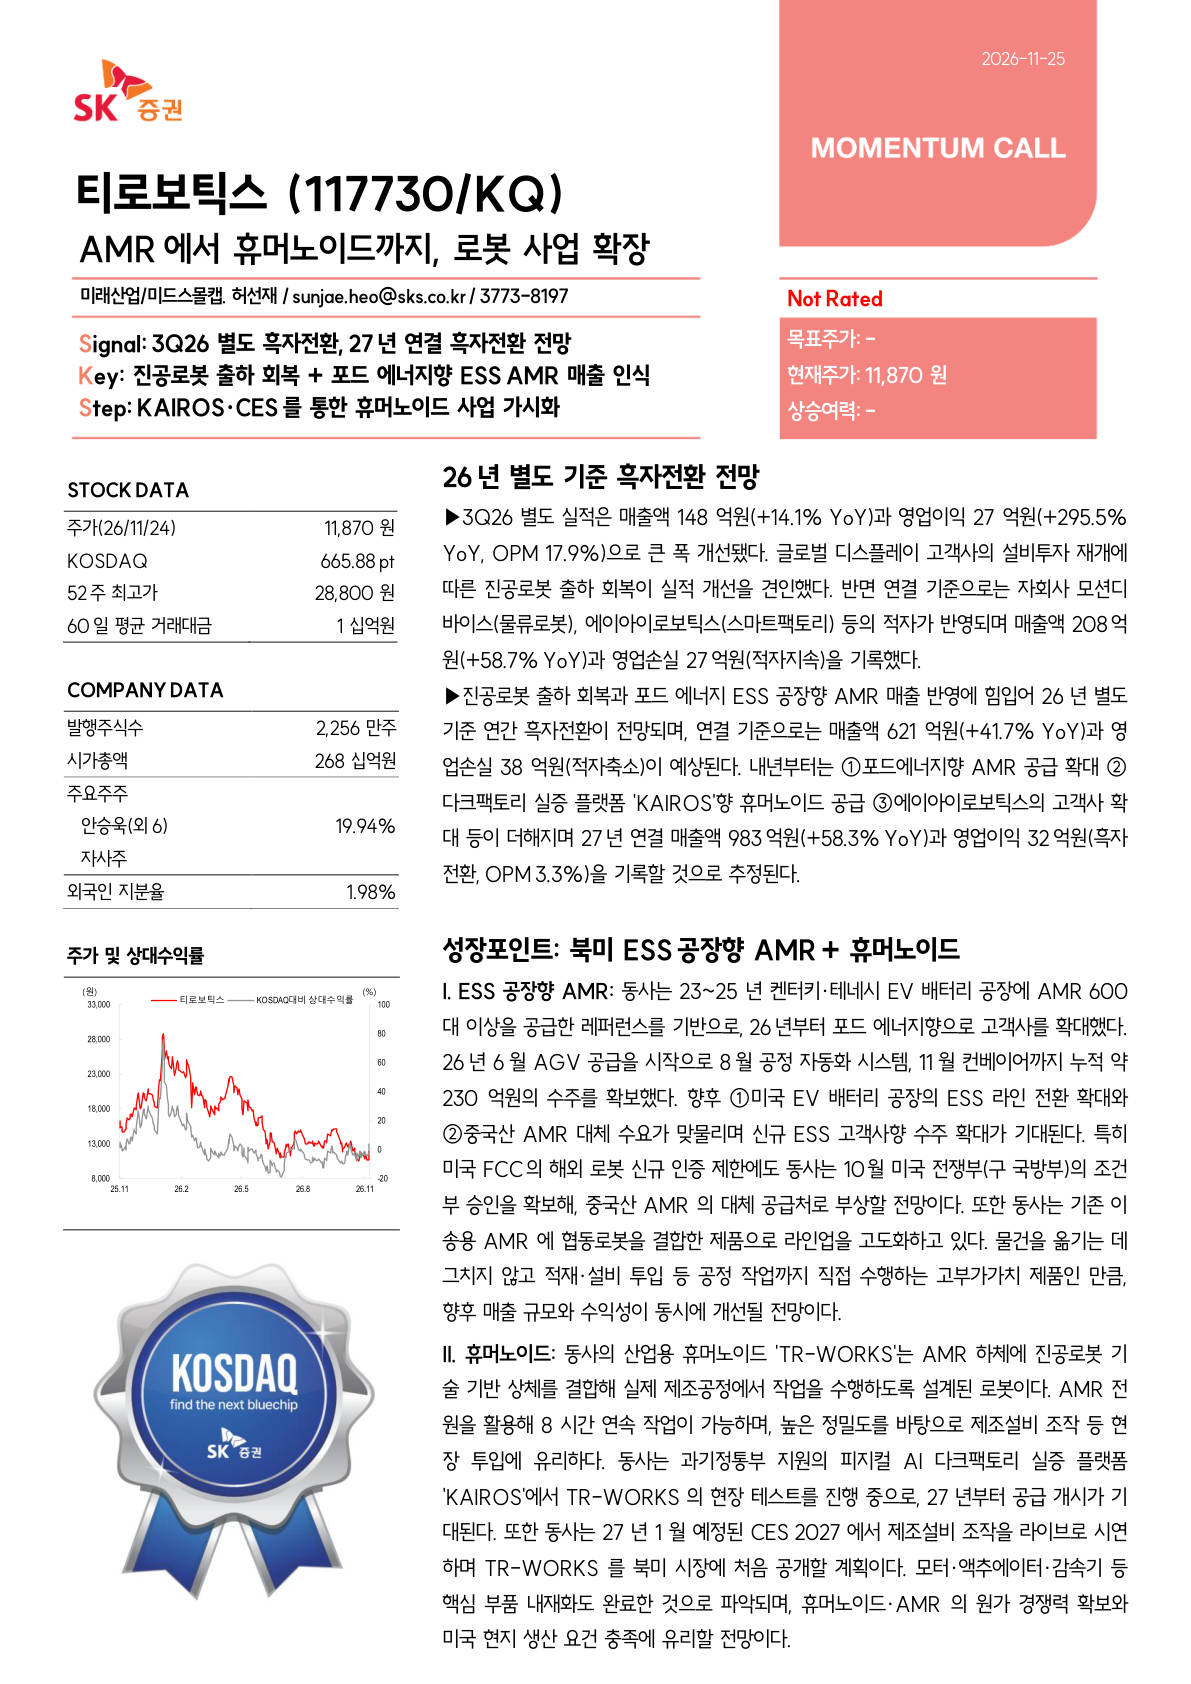 2026-11-25
SK증권
MOMENTUM CALL
티로보틱스 (117730/KQ)
AMR 에서 휴머노이드까지, 로봇 사업 확장
미래산업/미드스몰캡. 허선재 / sunjae.heo@sks.co.kr / 3773-8197
Signal: 3Q26 별도 흑자전환, 27 년 연결 흑자전환 전망
Key: 진공로봇 출하 회복 + 포드 에너지향 ESS AMR 매출 인식
Step: KAIROS·CES 를 통한 휴머노이드 사업 가시화
Not Rated
목표주가: -
현재주가: 11,870 원
상승여력: -
STOCK DATA
주가(26/11/24) 11,870 원
KOSDAQ 665.88 pt
52 주 최고가 28,800 원
60 일 평균 거래대금 1 십억원
COMPANY DATA
발행주식수 2,256 만주
시가총액 268 십억원
주요주주
안승욱(외 6) 19.94%
자사주
외국인 지분율 1.98%
주가 및 상대수익률
(원) 티로보틱스 KOSDAQ대비 상대수익률 (%)
33,000 100
28,000 80
23,000 60
18,000 40
13,000 20
8,000 0
-20
25.11 26.2 26.5 26.8 26.11
KOSDAQ
find the next bluechip
SK증권
26 년 별도 기준 흑자전환 전망
▶3Q26 별도 실적은 매출액 148 억원(+14.1% YoY)과 영업이익 27 억원(+295.5%
YoY, OPM 17.9%)으로 큰 폭 개선됐다. 글로벌 디스플레이 고객사의 설비투자 재개에
따른 진공로봇 출하 회복이 실적 개선을 견인했다. 반면 연결 기준으로는 자회사 모션디
바이스(물류로봇), 에이아이로보틱스(스마트팩토리) 등의 적자가 반영되며 매출액 208 억
원(+58.7% YoY)과 영업손실 27 억원(적자지속)을 기록했다.
▶진공로봇 출하 회복과 포드 에너지 ESS 공장향 AMR 매출 반영에 힘입어 26 년 별도
기준 연간 흑자전환이 전망되며, 연결 기준으로는 매출액 621 억원(+41.7% YoY)과 영
업손실 38 억원(적자축소)이 예상된다. 내년부터는 ①포드에너지향 AMR 공급 확대 ②
다크팩토리 실증 플랫폼 'KAIROS'향 휴머노이드 공급 ③에이아이로보틱스의 고객사 확
대 등이 더해지며 27 년 연결 매출액 983 억원(+58.3% YoY)과 영업이익 32 억원(흑자
전환, OPM 3.3%)을 기록할 것으로 추정된다.
성장포인트: 북미 ESS 공장향 AMR + 휴머노이드
I. ESS 공장향 AMR: 동사는 23~25 년 켄터키·테네시 EV 배터리 공장에 AMR 600
대 이상을 공급한 레퍼런스를 기반으로, 26 년부터 포드 에너지향으로 고객사를 확대했다.
26 년 6 월 AGV 공급을 시작으로 8 월 공정 자동화 시스템, 11 월 컨베이어까지 누적 약
230 억원의 수주를 확보했다. 향후 ①미국 EV 배터리 공장의 ESS 라인 전환 확대와
②중국산 AMR 대체 수요가 맞물리며 신규 ESS 고객사향 수주 확대가 기대된다. 특히
미국 FCC 의 해외 로봇 신규 인증 제한에도 동사는 10 월 미국 전쟁부(구 국방부)의 조건
부 승인을 확보해, 중국산 AMR 의 대체 공급처로 부상할 전망이다. 또한 동사는 기존 이
송용 AMR 에 협동로봇을 결합한 제품으로 라인업을 고도화하고 있다. 물건을 옮기는 데
그치지 않고 적재·설비 투입 등 공정 작업까지 직접 수행하는 고부가가치 제품인 만큼,
향후 매출 규모와 수익성이 동시에 개선될 전망이다.
II. 휴머노이드: 동사의 산업용 휴머노이드 'TR-WORKS'는 AMR 하체에 진공로봇 기
술 기반 상체를 결합해 실제 제조공정에서 작업을 수행하도록 설계된 로봇이다. AMR 전
원을 활용해 8 시간 연속 작업이 가능하며, 높은 정밀도를 바탕으로 제조설비 조작 등 현
장 투입에 유리하다. 동사는 과기정통부 지원의 피지컬 AI 다크팩토리 실증 플랫폼
'KAIROS'에서 TR-WORKS 의 현장 테스트를 진행 중으로, 27 년부터 공급 개시가 기
대된다. 또한 동사는 27 년 1 월 예정된 CES 2027 에서 제조설비 조작을 라이브로 시연
하며 TR-WORKS 를 북미 시장에 처음 공개할 계획이다. 모터·액추에이터·감속기 등
핵심 부품 내재화도 완료한 것으로 파악되며, 휴머노이드·AMR 의 원가 경쟁력 확보와
미국 현지 생산 요건 충족에 유리할 전망이다.